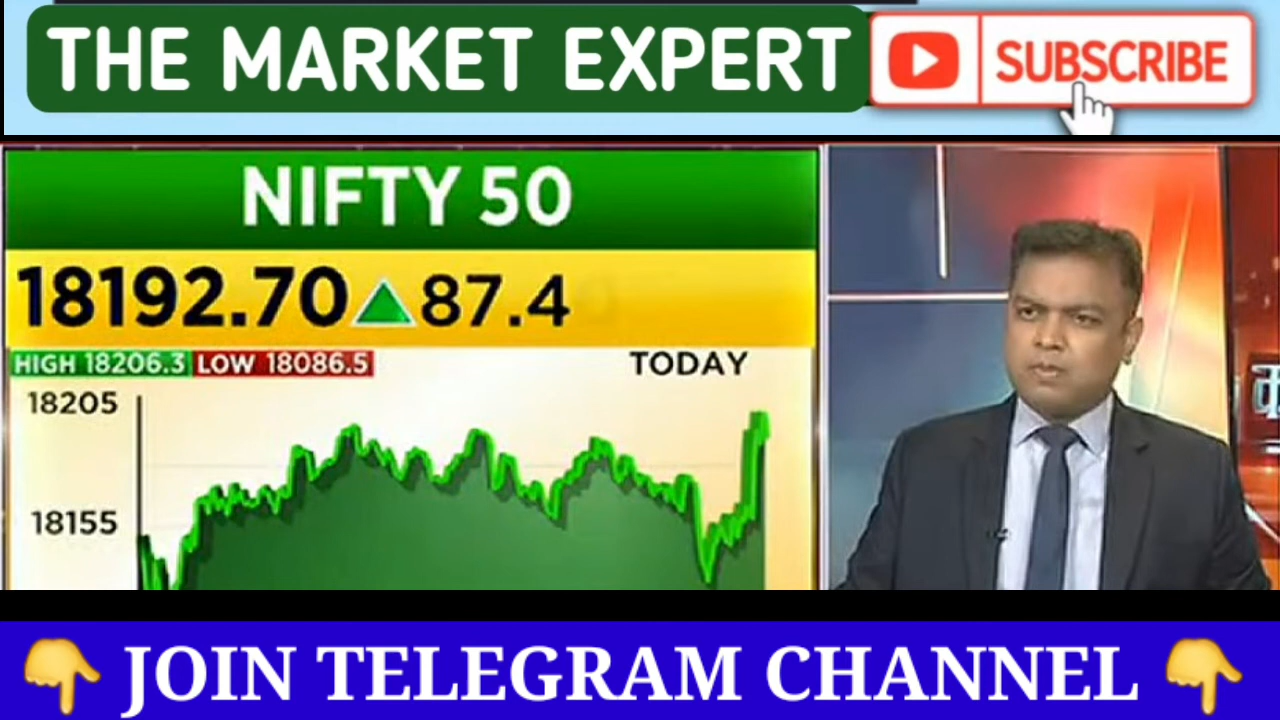 THE MARKET EXPERT
SUBSCRIBE
NIFTY 50
18192.70 ▲ 87.4
HIGH 18206.3 LOW 18086.5
TODAY
18205
18155
👇 JOIN TELEGRAM CHANNEL 👇